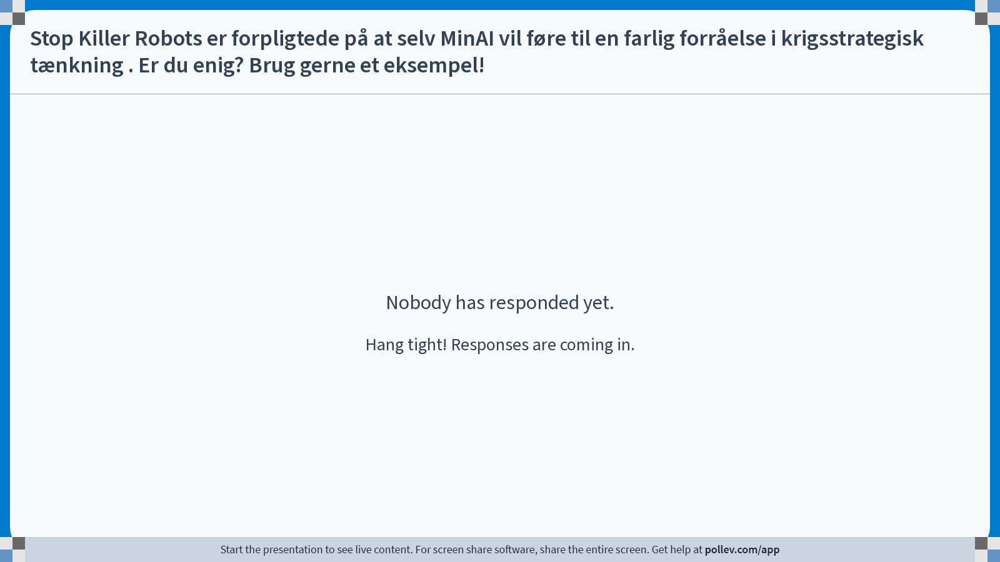 Stop Killer Robots er forpligtede på at selv MinAI vil føre til en farlig forråelse i krigsstrategisk
tænkning . Er du enig? Brug gerne et eksempel!
Nobody has responded yet.
Hang tight! Responses are coming in.
Start the presentation to see live content. For screen share software, share the entire screen. Get help at pollev.com/app